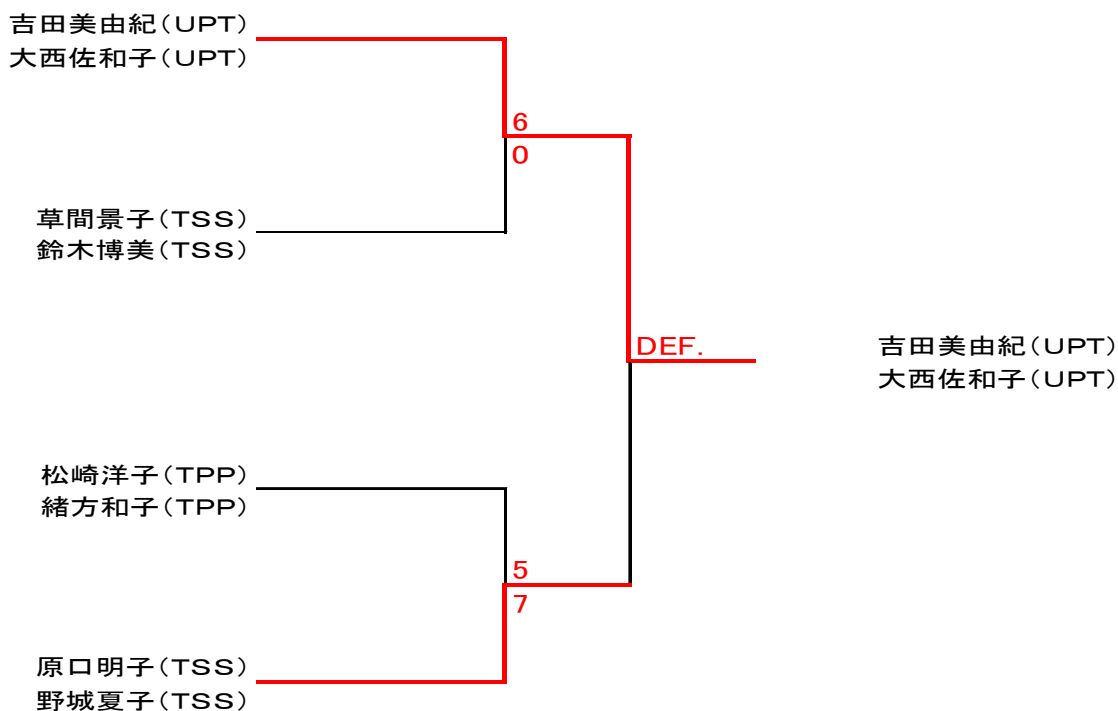 吉田美由紀(UPT)
大西佐和子(UPT)
6
0
草間景子(TSS)
鈴木博美(TSS)
DEF.
吉田美由紀(UPT)
大西佐和子(UPT)
松崎洋子(TPP)
緒方和子(TPP)
5
7
原口明子(TSS)
野城夏子(TSS)